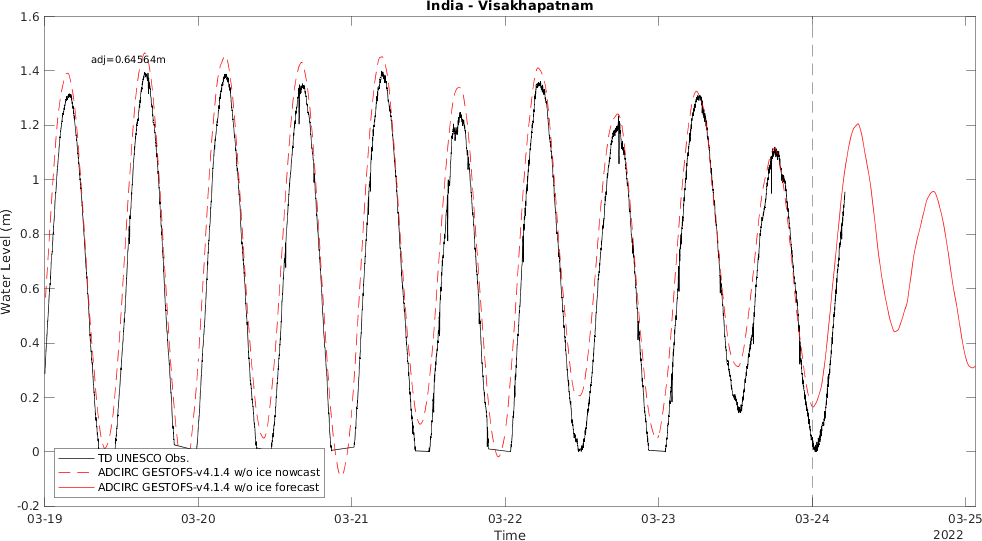 India - Visakhapatnam
adj=0.64564m
1.6
1.4
1.2
1
0.8
0.6
0.4
0.2
0
-0.2
Water Level (m)
TD UNESCO Obs.
ADCIRC GESTOFS-v4.1.4 w/o ice nowcast
ADCIRC GESTOFS-v4.1.4 w/o ice forecast
03-19 03-20 03-21 03-22 03-23 03-24 03-25
Time
2022